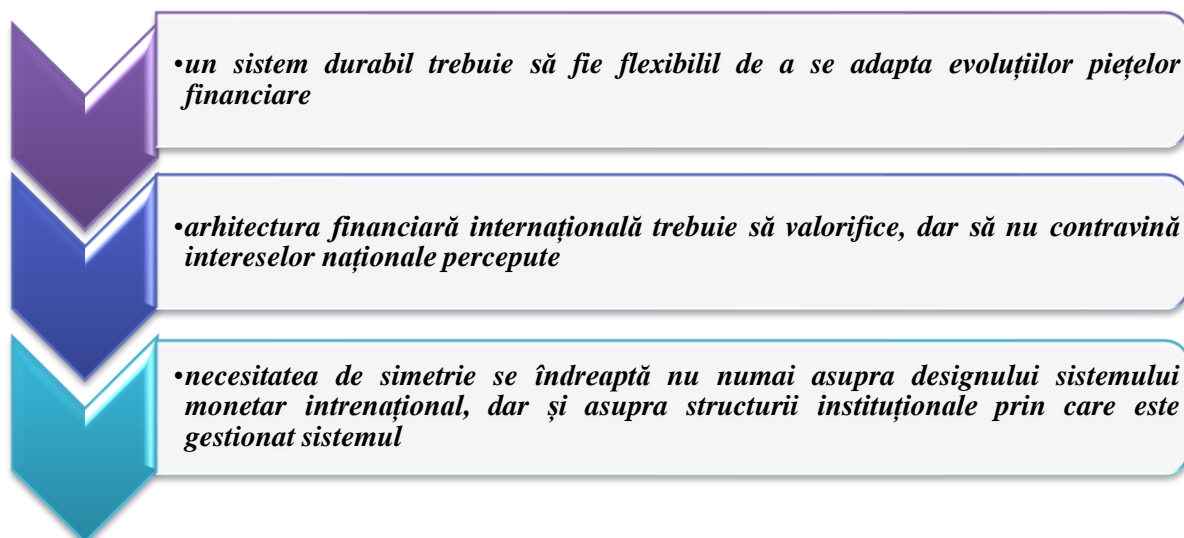 •un sistem durabil trebuie să fie flexibilil de a se adapta evoluțiilor piețelor
financiare
•arhitectura financiară internațională trebuie să valorifice, dar să nu contravină
intereselor naționale percepute
•necesitatea de simetrie se îndreaptă nu numai asupra designului sistemului
monetar intrenațional, dar și asupra structurii instituționale prin care este
gestionat sistemul